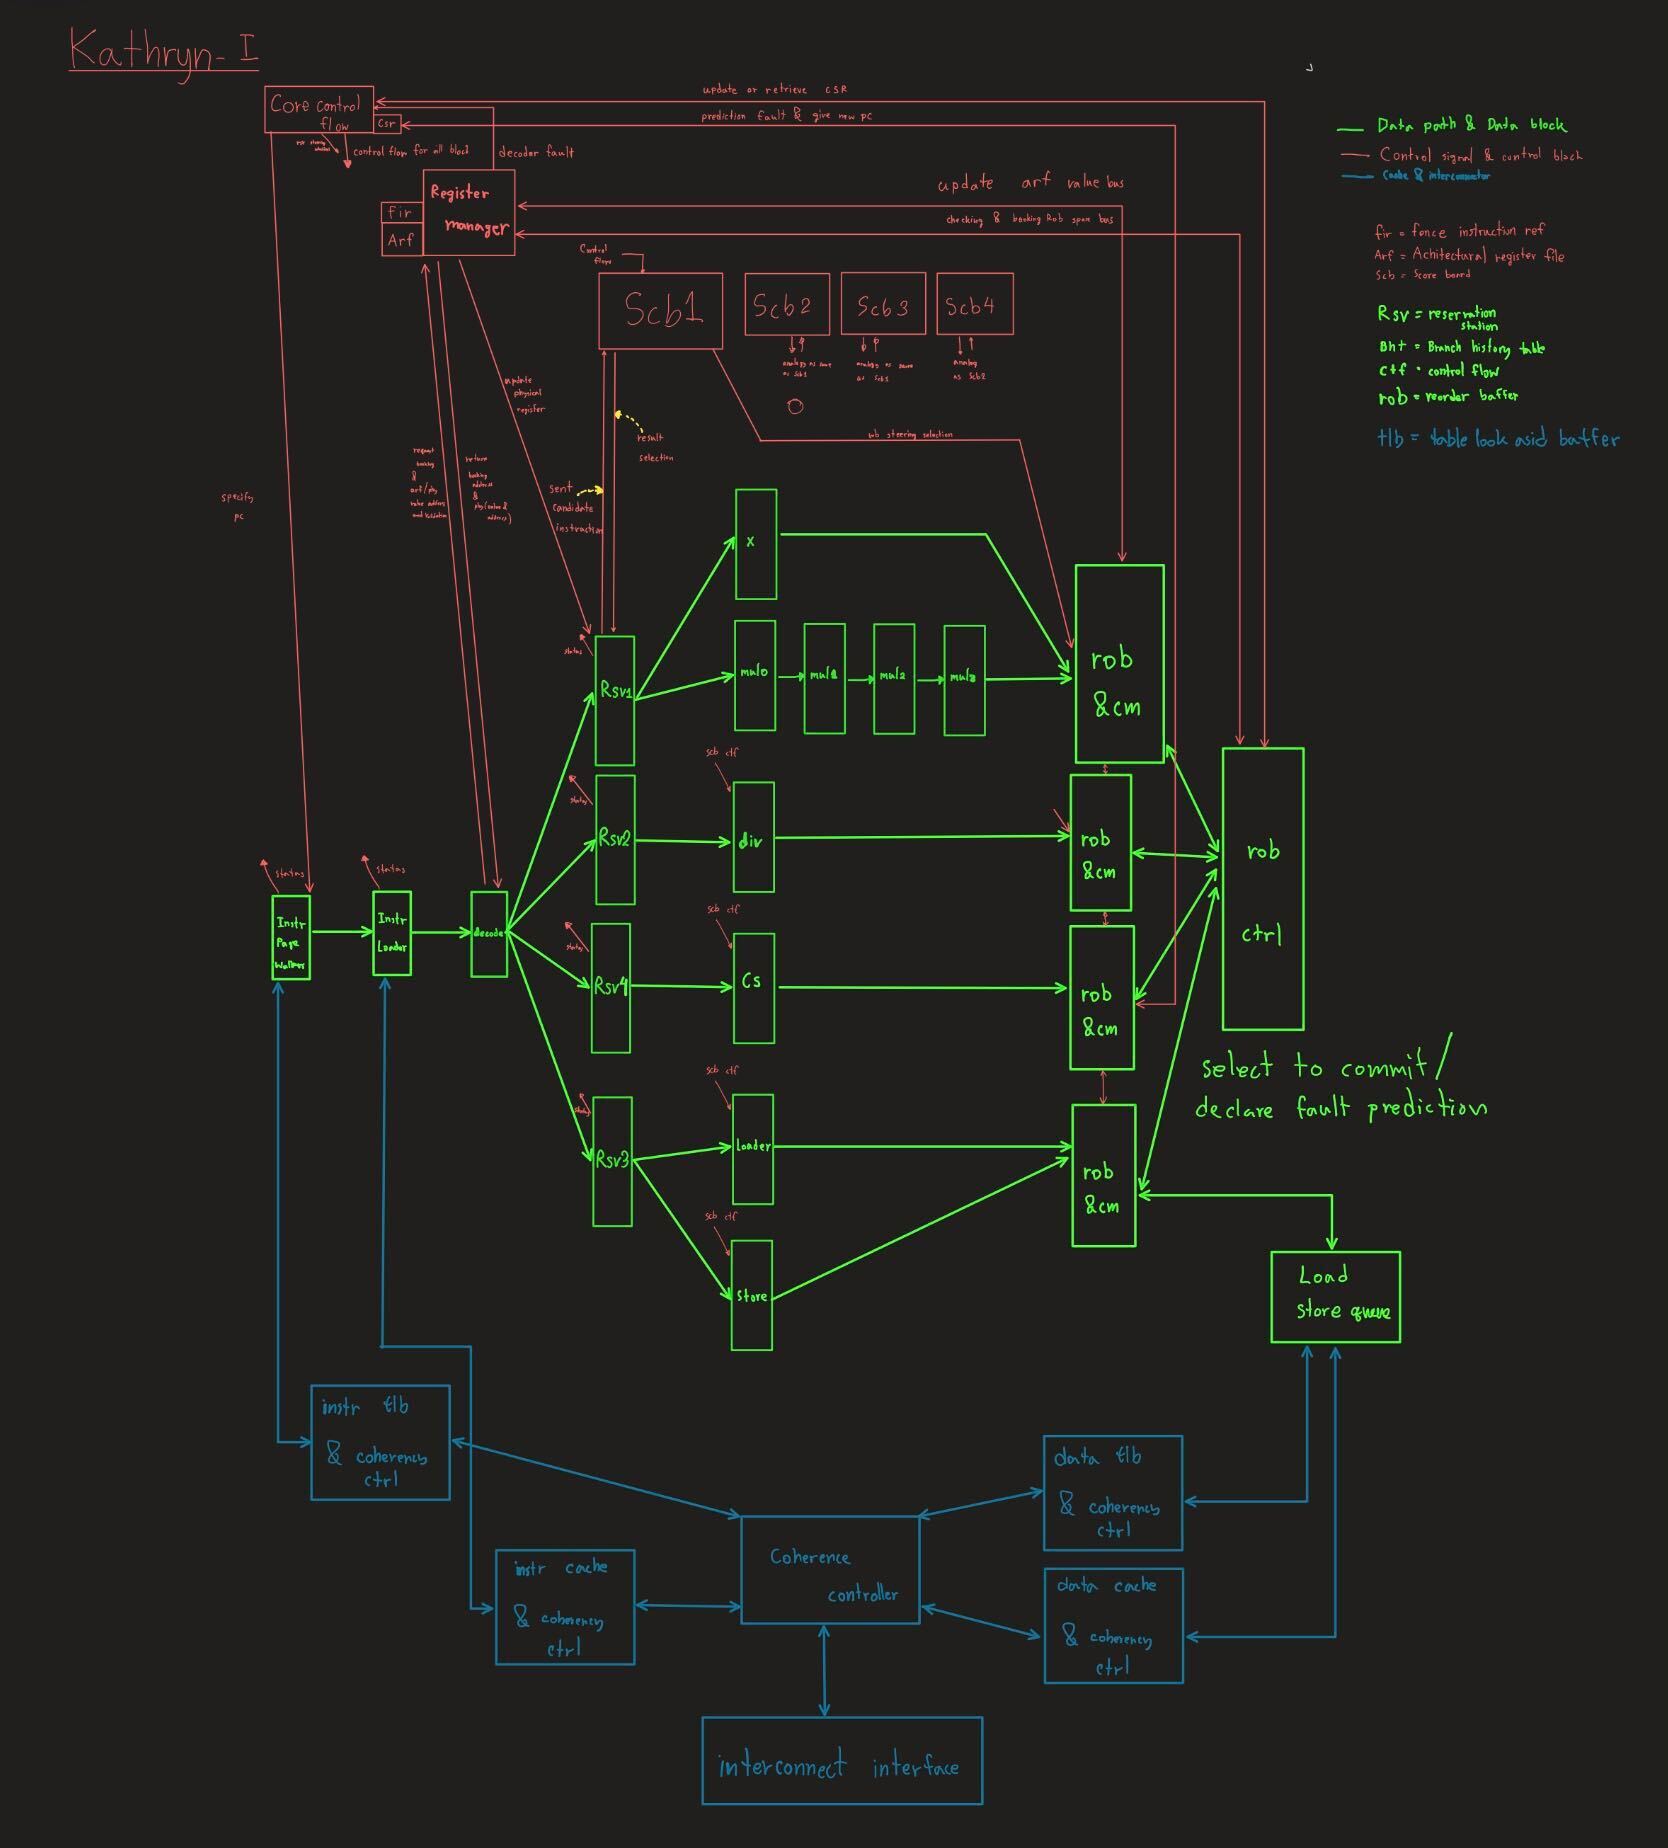 Kathryn-I
Core control
flow
Csr
update or retrieve CSR
prediction fault & give new pc
control flow for all block
decoder fault
Register
manager
Fir
Arf
update arf value bus
checking & booking Rob spare bus
Data path & Data block
Control signal & control block
Cache & interconnector
fir = fence instruction ref
Arf = Achitectural register file
Scb = Score board
Rsv = reservation
station
Bht = Branch history table
ctf = control flow
rob = reorder buffer
tlb = table look asid buffer
Control
flow
Scb1
Scb2
Scb3
Scb4
analogy as same
as Scb1
analogy as same
as Scb1
analog
as Scb2
update
physical
register
result
selection
rob steering selection
sent
candidate
instruction
request
booking
&
arf/phy
value address
and validation
return
booking
address
&
phy(value &
address)
specify
pc
x
status
Rsv1
mul0
mul1
mul2
mul3
rob
&cm
scb ctf
status
Rsv2
div
rob
&cm
rob
ctrl
status
status
Instr
Page
Walker
Instr
Loader
decode
scb ctf
status
Rsv4
Cs
rob
&cm
select to commit/
declare fault prediction
scb ctf
status
Rsv3
Loader
rob
&cm
scb ctf
store
Load
store queue
instr tlb
& coherency
ctrl
data tlb
& coherency
ctrl
instr cache
& coherency
ctrl
Coherence
controller
data cache
& coherency
ctrl
interconnect interface